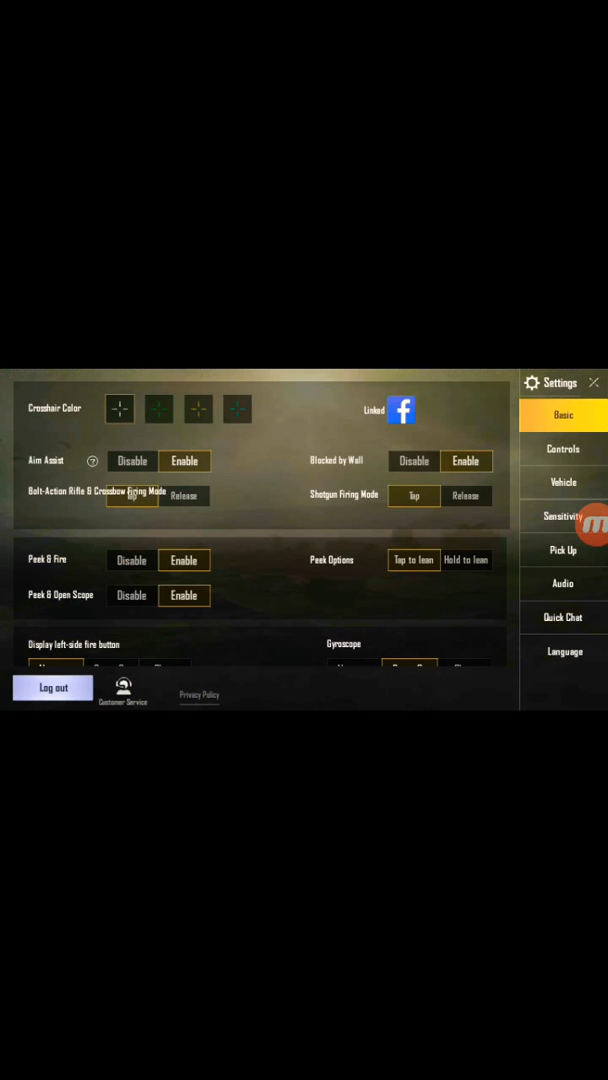 Settings
Crosshair Color
Linked
Basic
Aim Assist ? Disable Enable
Blocked by Wall Disable Enable
Controls
Bolt-Action Rifle & Crossbow Firing Mode Tap Release
Shotgun Firing Mode Tap Release
Vehicle
Sensitivity
Peek & Fire Disable Enable
Peek Options Tap to lean Hold to lean
Pick Up
Peek & Open Scope Disable Enable
Audio
Quick Chat
Display left-side fire button
Gyroscope
Language
Log out
Customer Service
Privacy Policy